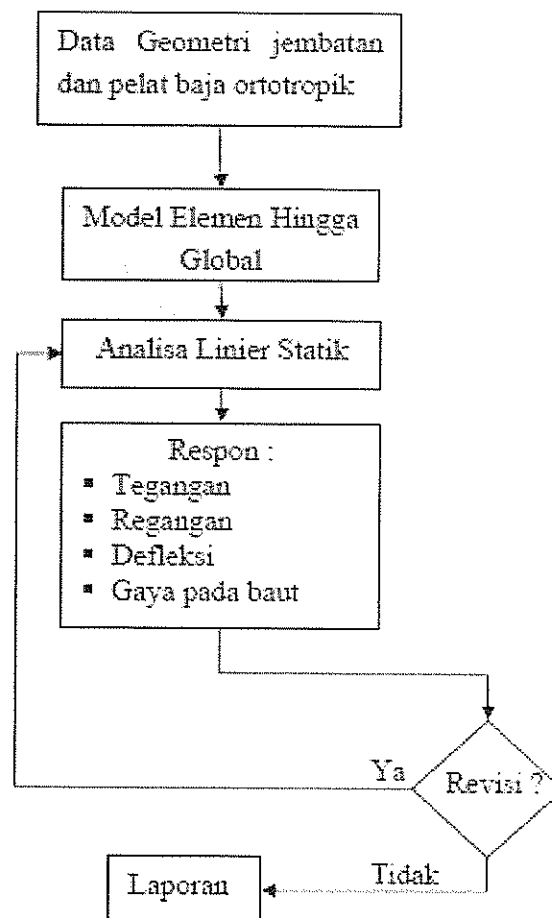 Data Geometri jembatan
dan pelat baja ortotropik
Model Elemen Hingga
Global
Analisa Linier Statik
Respon :
▪ Tegangan
▪ Regangan
▪ Defleksi
▪ Gaya pada baut
Ya
Revisi ?
Tidak
Laporan